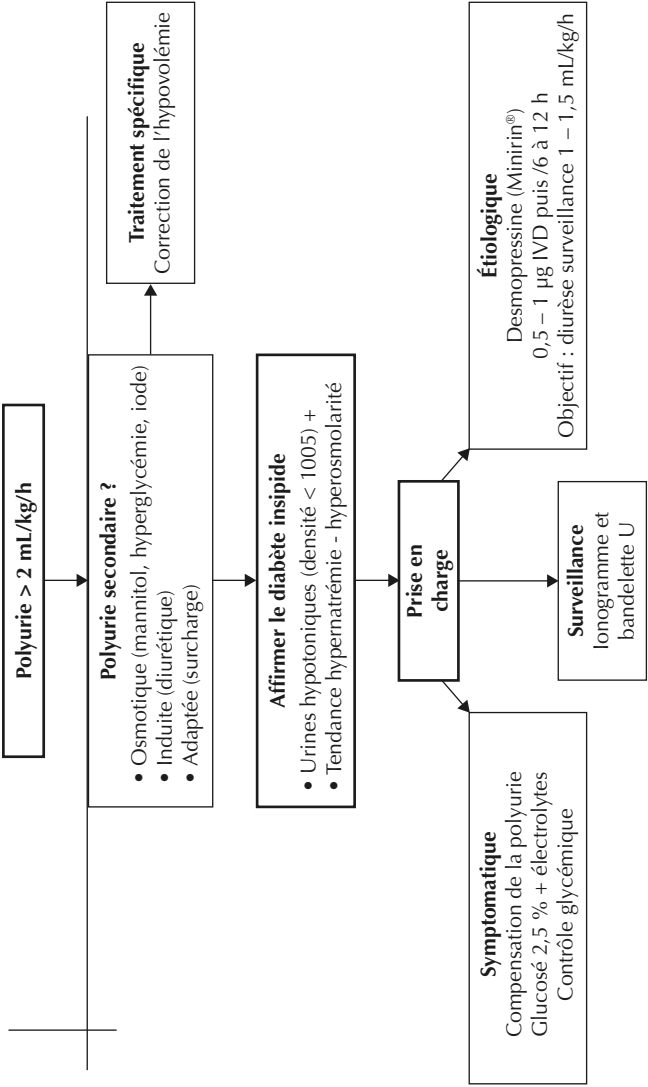 Polyurie > 2 mL/kg/h
Polyurie secondaire ?
• Osmotique (mannitol, hyperglycémie, iode)
• Induite (diurétique)
• Adaptée (surcharge)
Traitement spécifique
Correction de l'hypovolémie
Affirmer le diabète insipide
• Urines hypotoniques (densité < 1005) +
• Tendance hypernatrémie - hyperosmolarité
Prise en
charge
Symptomatique
Compensation de la polyurie
Glucosé 2,5 % + électrolytes
Contrôle glycémique
Surveillance
Ionogramme et
bandelette U
Étiologique
Desmopressine (Minirin®)
0,5 – 1 µg IVD puis /6 à 12 h
Objectif : diurèse surveillance 1 – 1,5 mL/kg/h